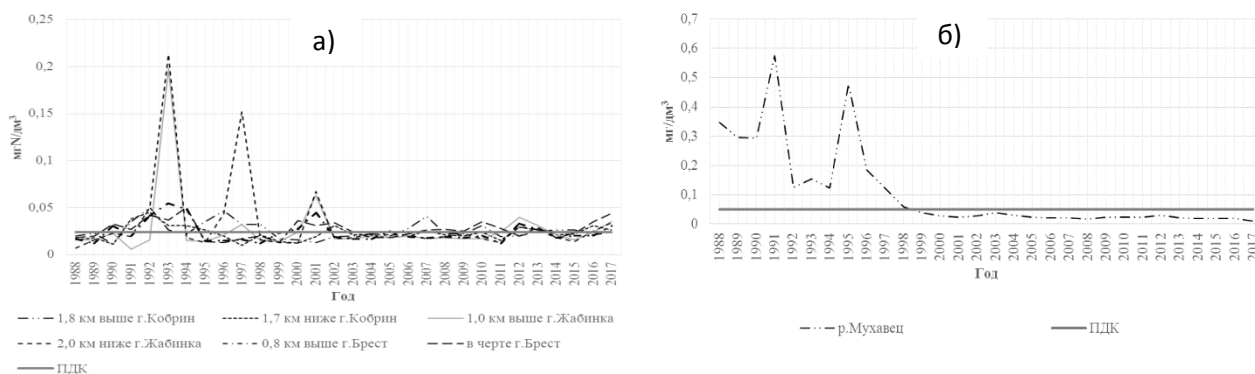 а)
0,25
0,2
0,15
0,1
0,05
0
мгN/дм³
1988 1989 1990 1991 1992 1993 1994 1995 1996 1997 1998 1999 2000 2001 2002 2003 2004 2005 2006 2007 2008 2009 2010 2011 2012 2013 2014 2015 2016 2017
Год
1,8 км выше г.Кобрин 1,7 км ниже г.Кобрин 1,0 км выше г.Жабинка
2,0 км ниже г.Жабинка 0,8 км выше г.Брест в черте г.Брест
ПДК
б)
0,7
0,6
0,5
0,4
0,3
0,2
0,1
0
мг/дм³
1988 1989 1990 1991 1992 1993 1994 1995 1996 1997 1998 1999 2000 2001 2002 2003 2004 2005 2006 2007 2008 2009 2010 2011 2012 2013 2014 2015 2016 2017
Год
р.Мухавец ПДК